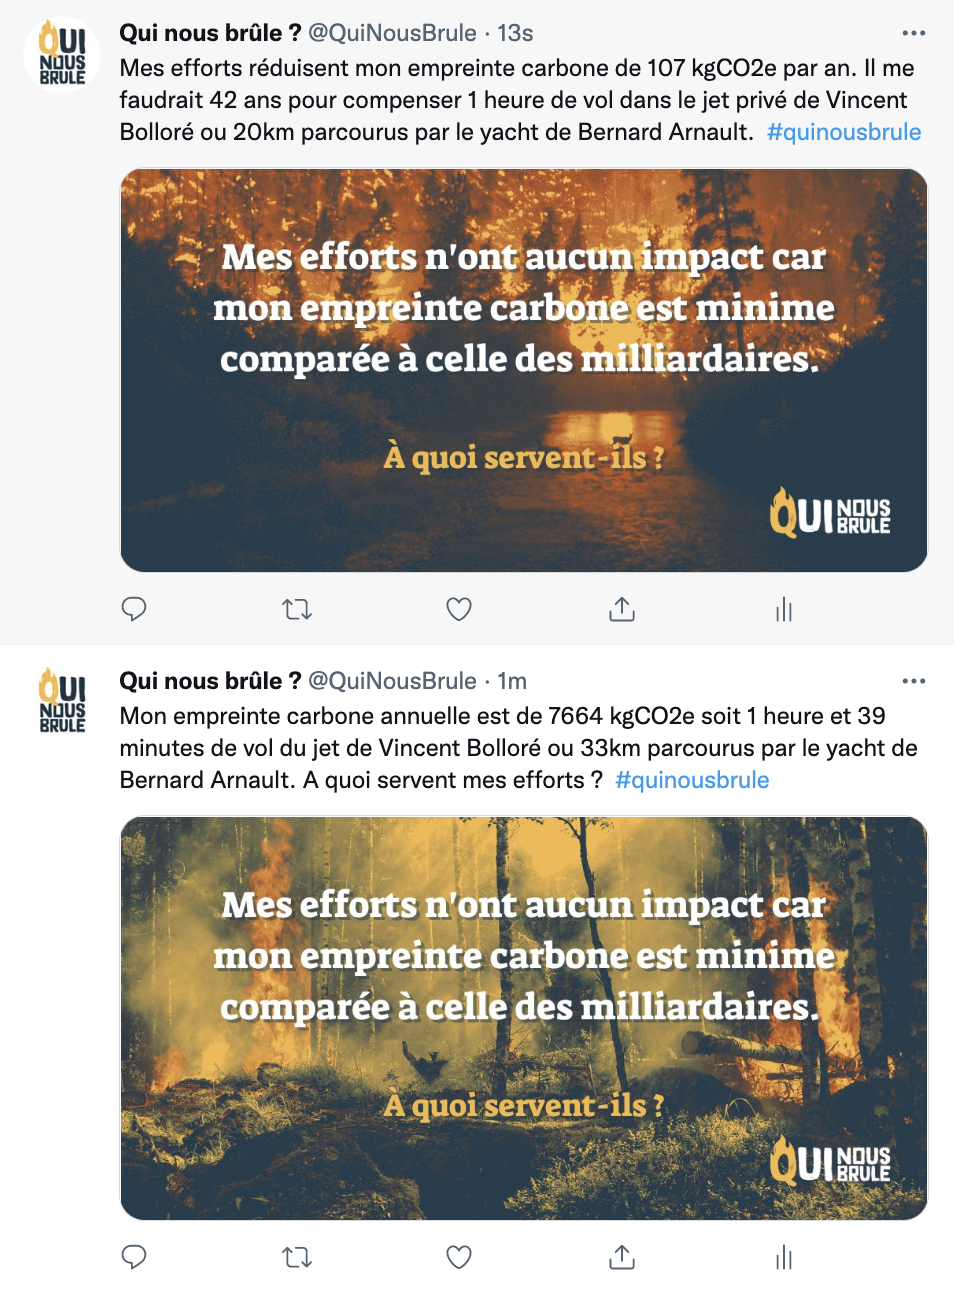 QUI
NOUS
BRULE
Qui nous brûle ? @QuiNousBrule · 13s
Mes efforts réduisent mon empreinte carbone de 107 kgCO2e par an. Il me
faudrait 42 ans pour compenser 1 heure de vol dans le jet privé de Vincent
Bolloré ou 20km parcourus par le yacht de Bernard Arnault. #quinousbrule
Mes efforts n'ont aucun impact car
mon empreinte carbone est minime
comparée à celle des milliardaires.
À quoi servent-ils ?
QUI NOUS
BRULE
QUI
NOUS
BRULE
Qui nous brûle ? @QuiNousBrule · 1m
Mon empreinte carbone annuelle est de 7664 kgCO2e soit 1 heure et 39
minutes de vol du jet de Vincent Bolloré ou 33km parcourus par le yacht de
Bernard Arnault. A quoi servent mes efforts ? #quinousbrule
Mes efforts n'ont aucun impact car
mon empreinte carbone est minime
comparée à celle des milliardaires.
À quoi servent-ils ?
QUI NOUS
BRULE